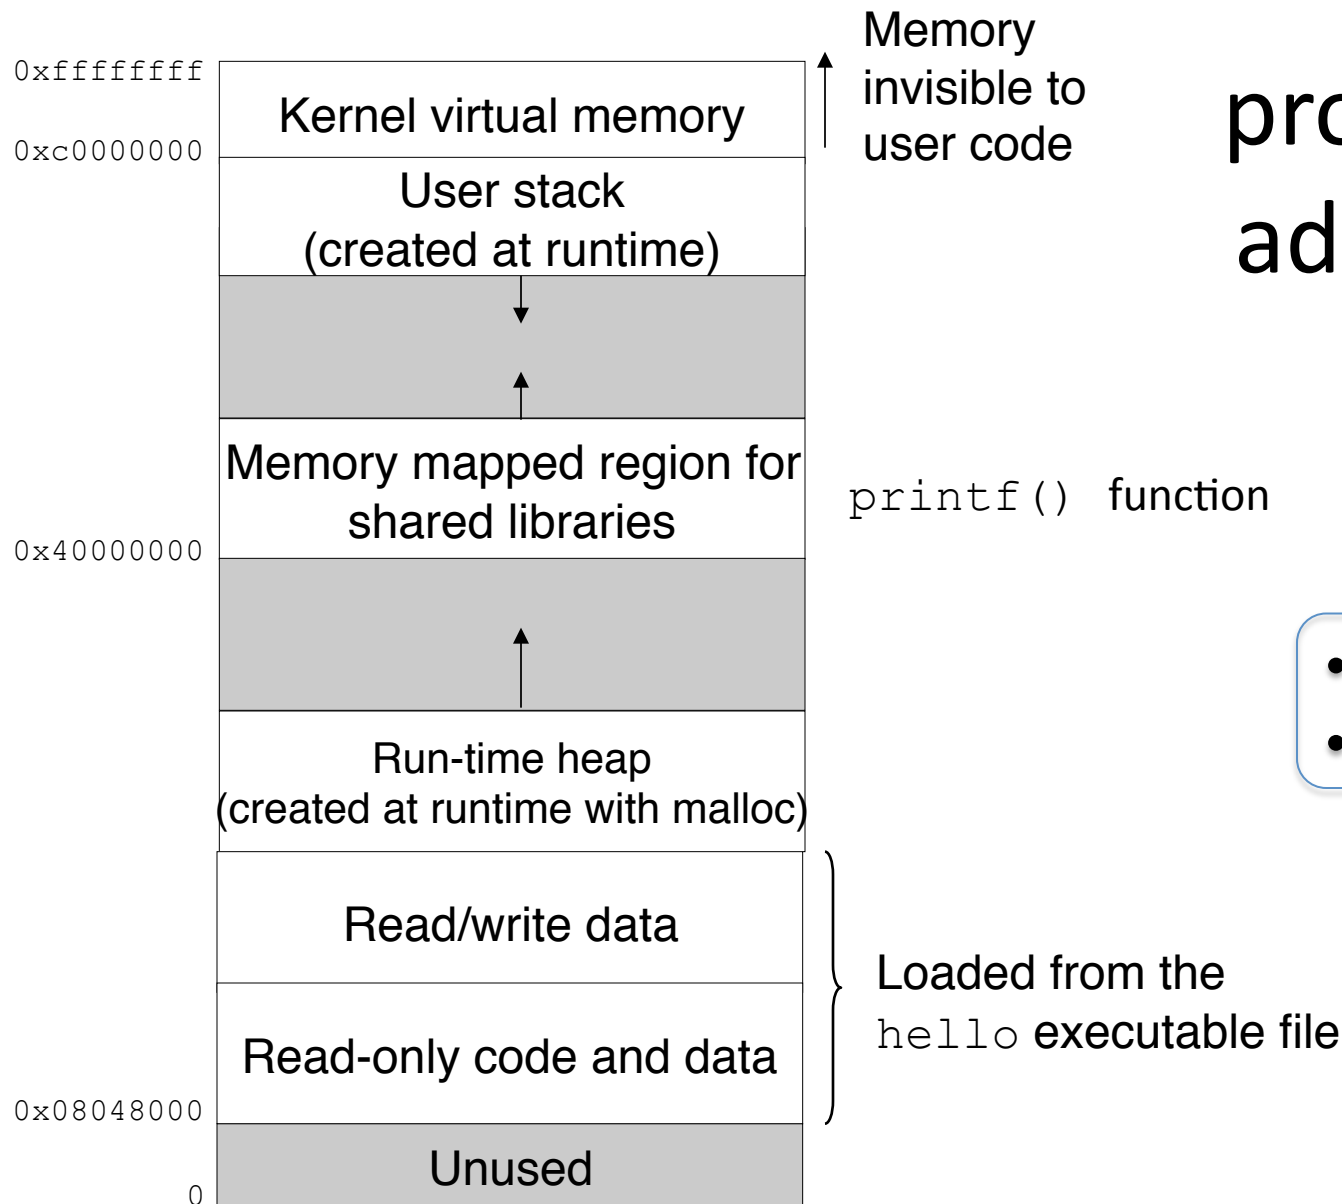 Memory
invisible to
user code
0xffffffff
Kernel virtual memory
0xc0000000
User stack
(created at runtime)
Memory mapped region for
shared libraries
printf() function
0x40000000
Run-time heap
(created at runtime with malloc)
Read/write data
Loaded from the
hello executable file
Read-only code and data
0x08048000
Unused
0